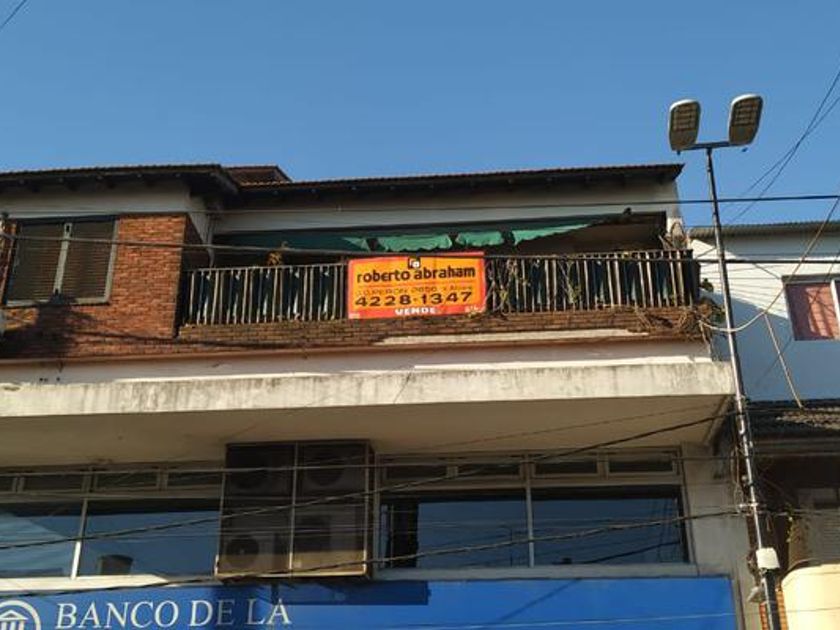 roberto abraham
4228-1347
VENDE
BANCO DE LA